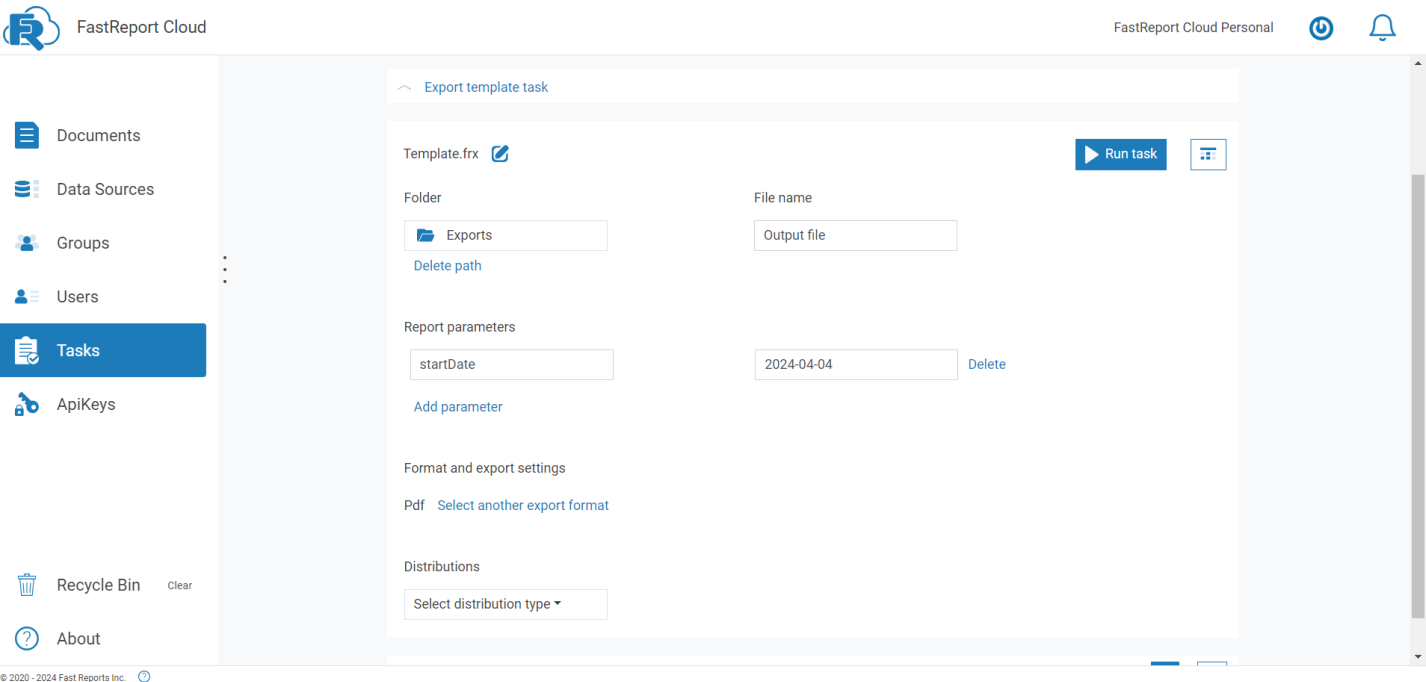 FastReport Cloud
FastReport Cloud Personal
Documents
Data Sources
Groups
Users
Tasks
ApiKeys
Recycle Bin Clear
About
Export template task
Template.frx
Run task
Folder
File name
Exports
Output file
Delete path
Report parameters
startDate
2024-04-04
Delete
Add parameter
Format and export settings
Pdf Select another export format
Distributions
Select distribution type
© 2020 - 2024 Fast Reports Inc.